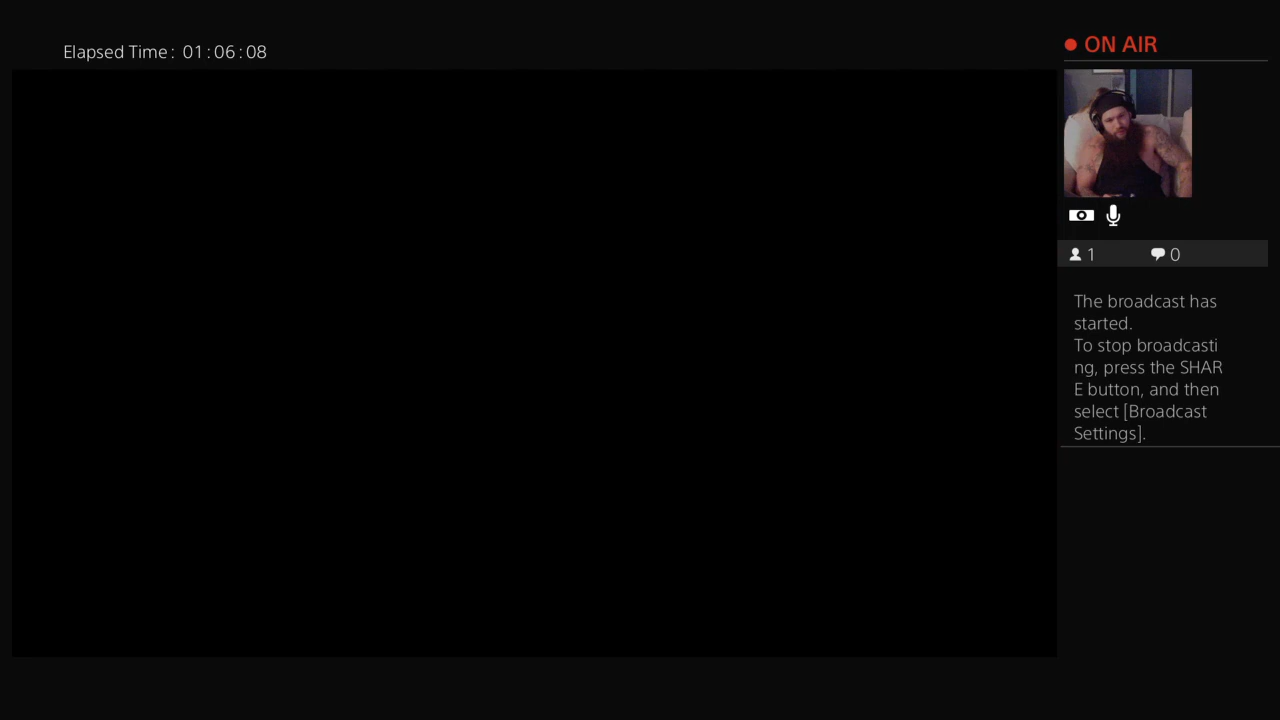 Elapsed Time: 01:06:08
ON AIR
1 0
The broadcast has
started.
To stop broadcasti
ng, press the SHAR
E button, and then
select [Broadcast
Settings].